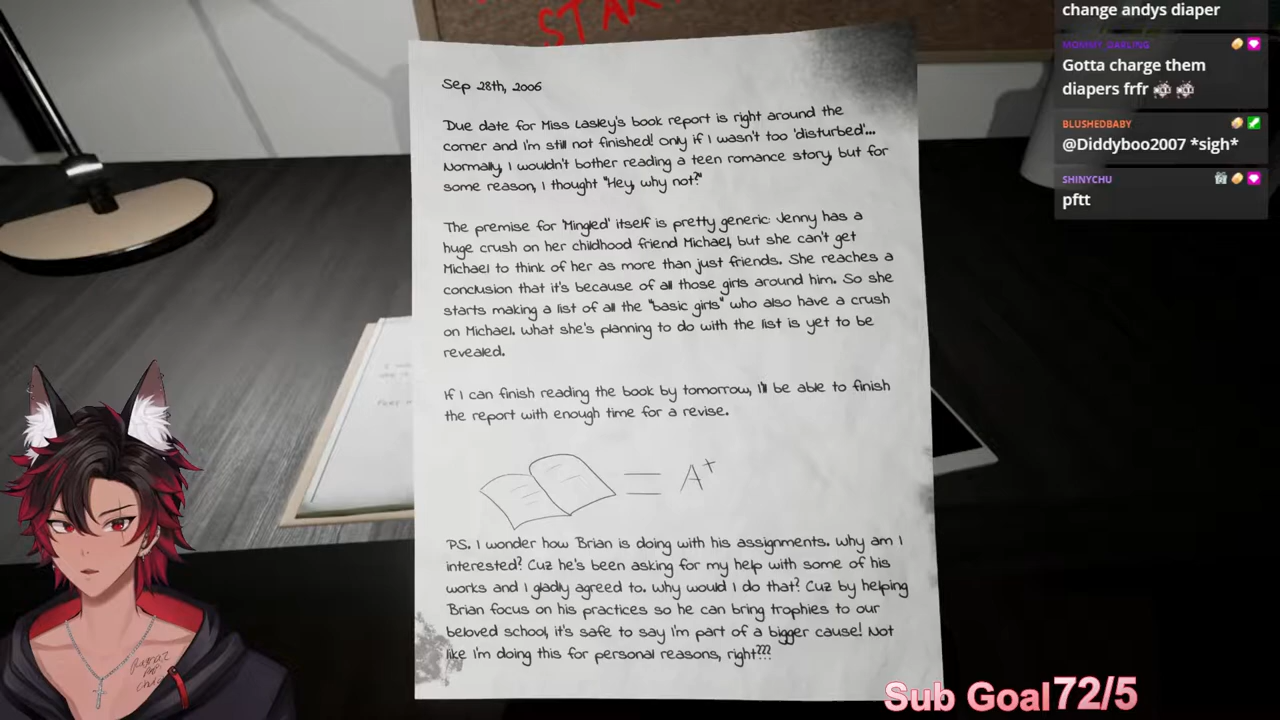 STAR
change andys diaper
MOMMY_DARLING
Gotta charge them
diapers frfr
BLUSHEDBABY
@Diddyboo2007 *sigh*
SHINYCHU
pftt
Sep 28th, 2006
Due date for Miss Lasley's book report is right around the
corner and I'm still not finished! Only if I wasn't too 'disturbed'...
Normally, I wouldn't bother reading a teen romance story, but for
some reason, I thought "Hey, why not?"
The premise for 'Mingled' itself is pretty generic: Jenny has a
huge crush on her childhood friend Michael, but she can't get
Michael to think of her as more than just friends. She reaches a
conclusion that it's because of all those girls around him. So she
starts making a list of all the "basic girls" who also have a crush
on Michael. What she's planning to do with the list is yet to be
revealed.
If I can finish reading the book by tomorrow, I'll be able to finish
the report with enough time for a revise.
= A+
PS. I wonder how Brian is doing with his assignments. Why am I
interested? Cuz he's been asking for my help with some of his
works and I gladly agreed to. Why would I do that? Cuz by helping
Brian focus on his practices so he can bring trophies to our
beloved school, it's safe to say I'm part of a bigger cause! Not
like I'm doing this for personal reasons, right???
Sub Goal 72/5